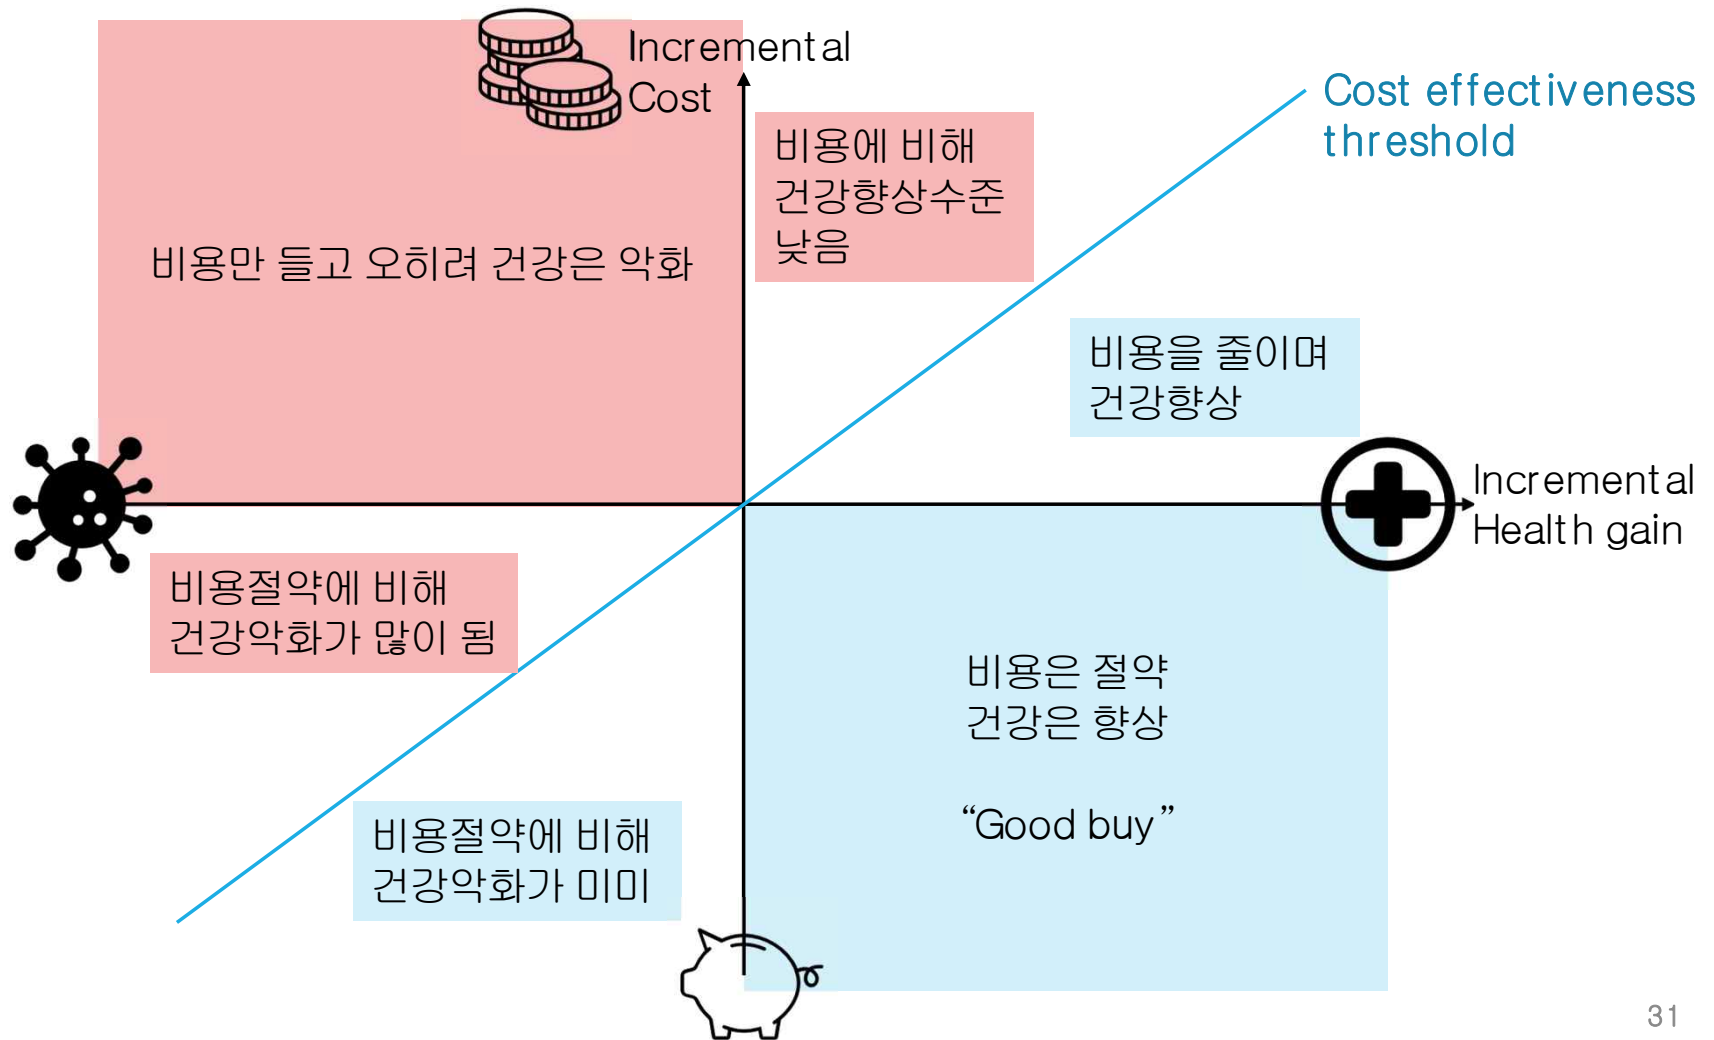 Incremental
Cost
Cost effectiveness
threshold
비용에 비해
건강향상수준
낮음
비용만 들고 오히려 건강은 악화
비용을 줄이며
건강향상
Incremental
Health gain
비용절약에 비해
건강악화가 많이 됨
비용은 절약
건강은 향상
“Good buy”
비용절약에 비해
건강악화가 미미
31